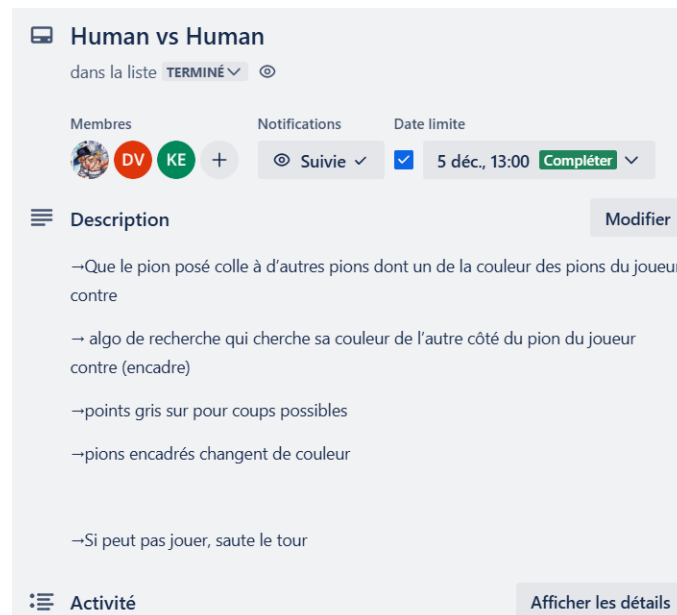 Human vs Human
dans la liste TERMINÉ
Membres Notifications Date limite
DV KE + Suivie 5 déc., 13:00 Compléter
Description Modifier
→Que le pion posé colle à d'autres pions dont un de la couleur des pions du joueur
contre
→ algo de recherche qui cherche sa couleur de l'autre côté du pion du joueur
contre (encadre)
→points gris sur pour coups possibles
→pions encadrés changent de couleur
→Si peut pas jouer, saute le tour
Activité Afficher les détails